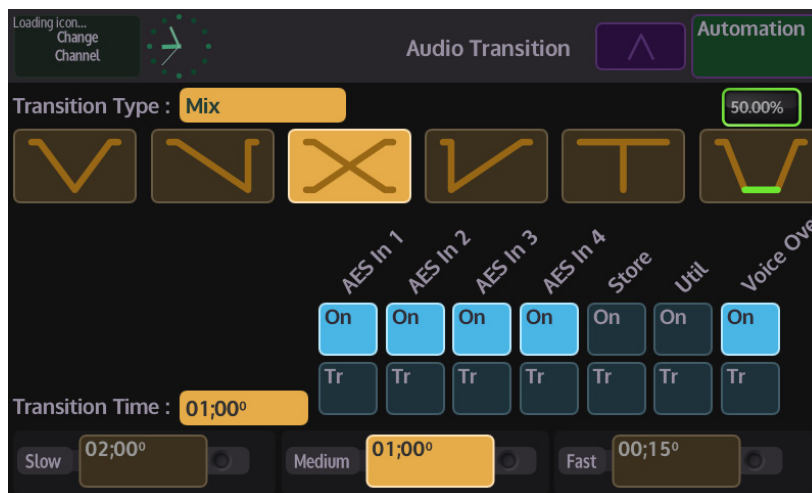 Loading icon...
Change
Channel
Audio Transition
Automation
Transition Type :
Mix
50.00%
AES In 1
AES In 2
AES In 3
AES In 4
Store
Util
Voice Ove
On
On
On
On
On
On
On
Tr
Tr
Tr
Tr
Tr
Tr
Tr
Transition Time :
01;00⁰
Slow
02;00⁰
Medium
01;00⁰
Fast
00;15⁰